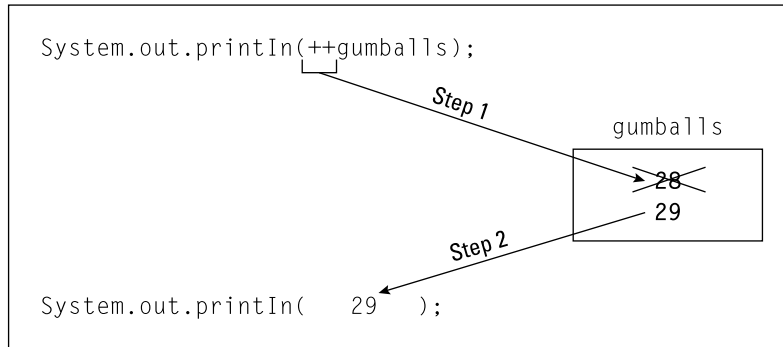 System.out.printIn(++gumballs);
Step 1
gumballs
28
29
Step 2
System.out.printIn( 29 );